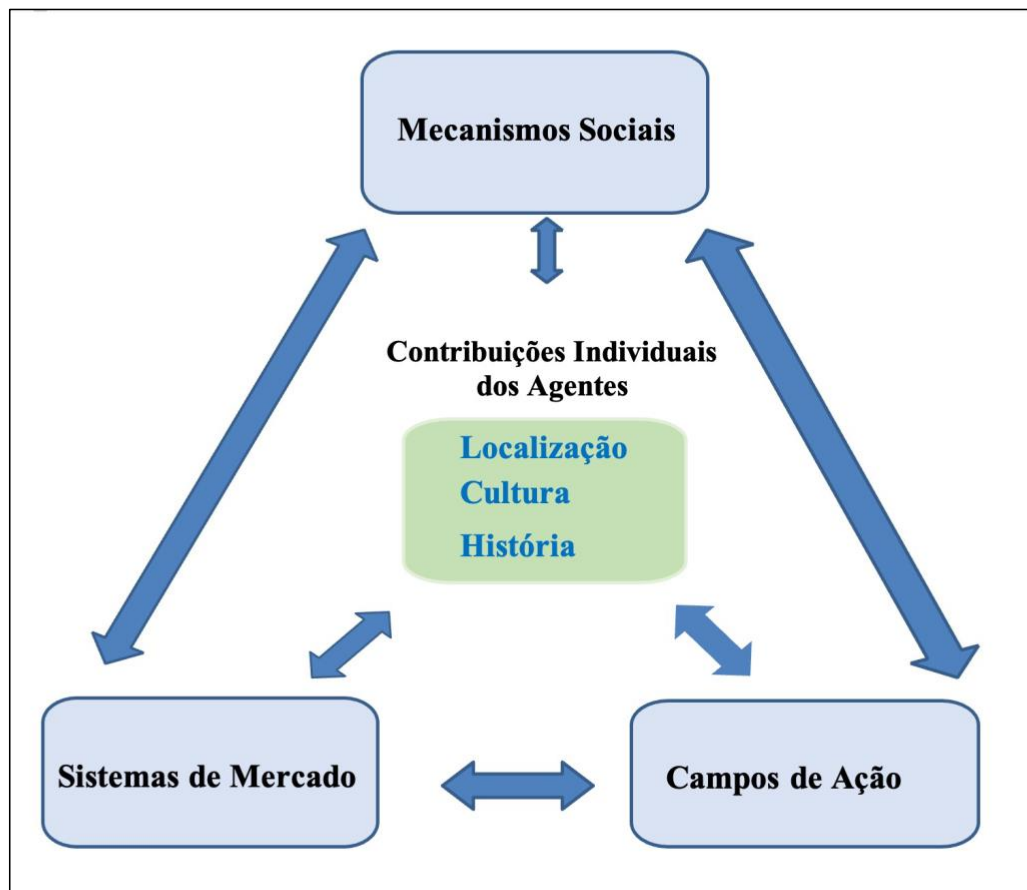 Mecanismos Sociais
Contribuições Individuais
dos Agentes
Localização
Cultura
História
Sistemas de Mercado
Campos de Ação